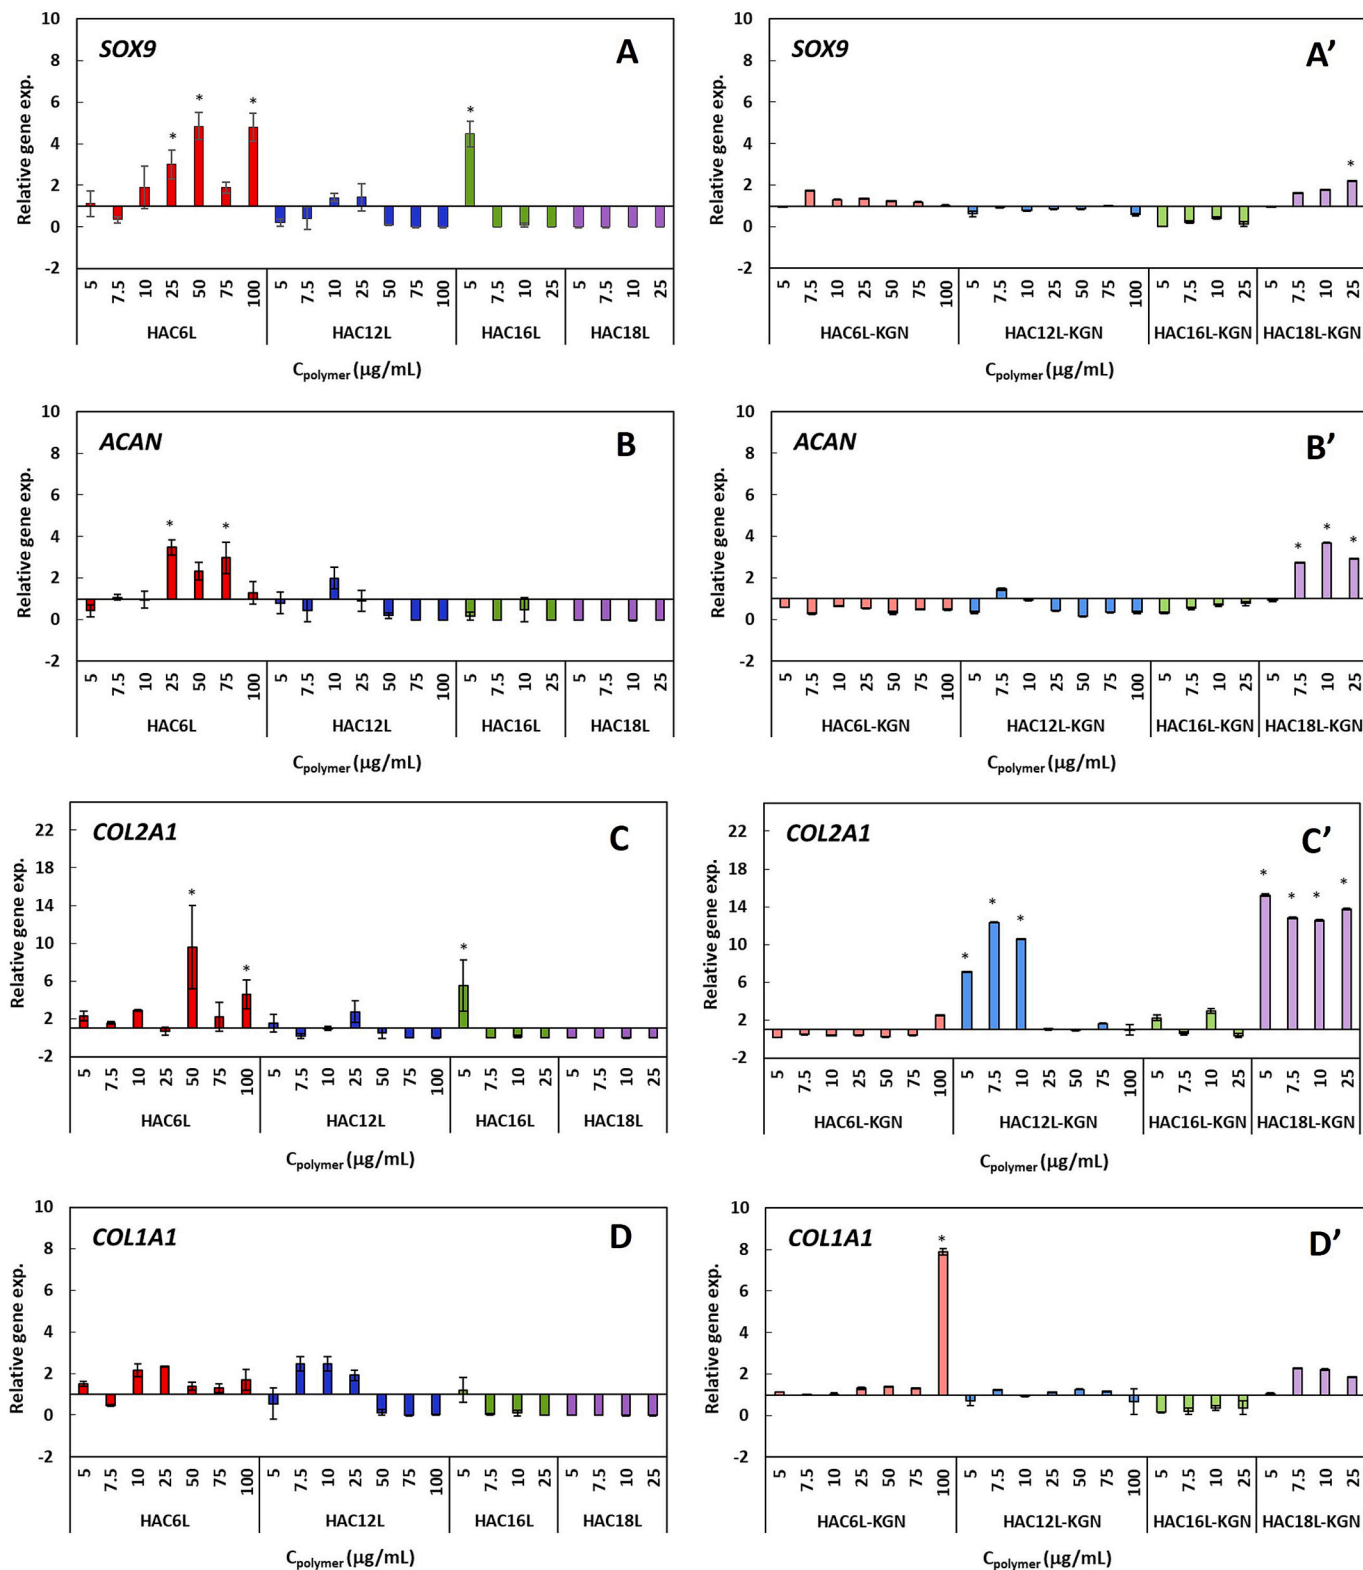 SOX9
A
Relative gene exp.
10
8
6
4
2
0
-2
* * * *
5 7.5 10 25 50 75 100 5 7.5 10 25 50 75 100 5 7.5 10 25 5 7.5 10 25
HAC6L HAC12L HAC16L HAC18L
Cpolymer (µg/mL)
SOX9
A’
Relative gene exp.
10
8
6
4
2
0
-2
*
5 7.5 10 25 50 75 100 5 7.5 10 25 50 75 100 5 7.5 10 25 5 7.5 10 25
HAC6L-KGN HAC12L-KGN HAC16L-KGN HAC18L-KGN
Cpolymer (µg/mL)
ACAN
B
Relative gene exp.
10
8
6
4
2
0
-2
* *
5 7.5 10 25 50 75 100 5 7.5 10 25 50 75 100 5 7.5 10 25 5 7.5 10 25
HAC6L HAC12L HAC16L HAC18L
Cpolymer (µg/mL)
ACAN
B’
Relative gene exp.
10
8
6
4
2
0
-2
* * *
5 7.5 10 25 50 75 100 5 7.5 10 25 50 75 100 5 7.5 10 25 5 7.5 10 25
HAC6L-KGN HAC12L-KGN HAC16L-KGN HAC18L-KGN
Cpolymer (µg/mL)
COL2A1
C
Relative gene exp.
22
18
14
10
6
2
-2
* * *
5 7.5 10 25 50 75 100 5 7.5 10 25 50 75 100 5 7.5 10 25 5 7.5 10 25
HAC6L HAC12L HAC16L HAC18L
Cpolymer (µg/mL)
COL2A1
C’
Relative gene exp.
22
18
14
10
6
2
-2
* * * * * * *
5 7.5 10 25 50 75 100 5 7.5 10 25 50 75 100 5 7.5 10 25 5 7.5 10 25
HAC6L-KGN HAC12L-KGN HAC16L-KGN HAC18L-KGN
Cpolymer (µg/mL)
COL1A1
D
Relative gene exp.
10
8
6
4
2
0
-2
5 7.5 10 25 50 75 100 5 7.5 10 25 50 75 100 5 7.5 10 25 5 7.5 10 25
HAC6L HAC12L HAC16L HAC18L
Cpolymer (µg/mL)
COL1A1
D’
Relative gene exp.
10
8
6
4
2
0
-2
*
5 7.5 10 25 50 75 100 5 7.5 10 25 50 75 100 5 7.5 10 25 5 7.5 10 25
HAC6L-KGN HAC12L-KGN HAC16L-KGN HAC18L-KGN
Cpolymer (µg/mL)